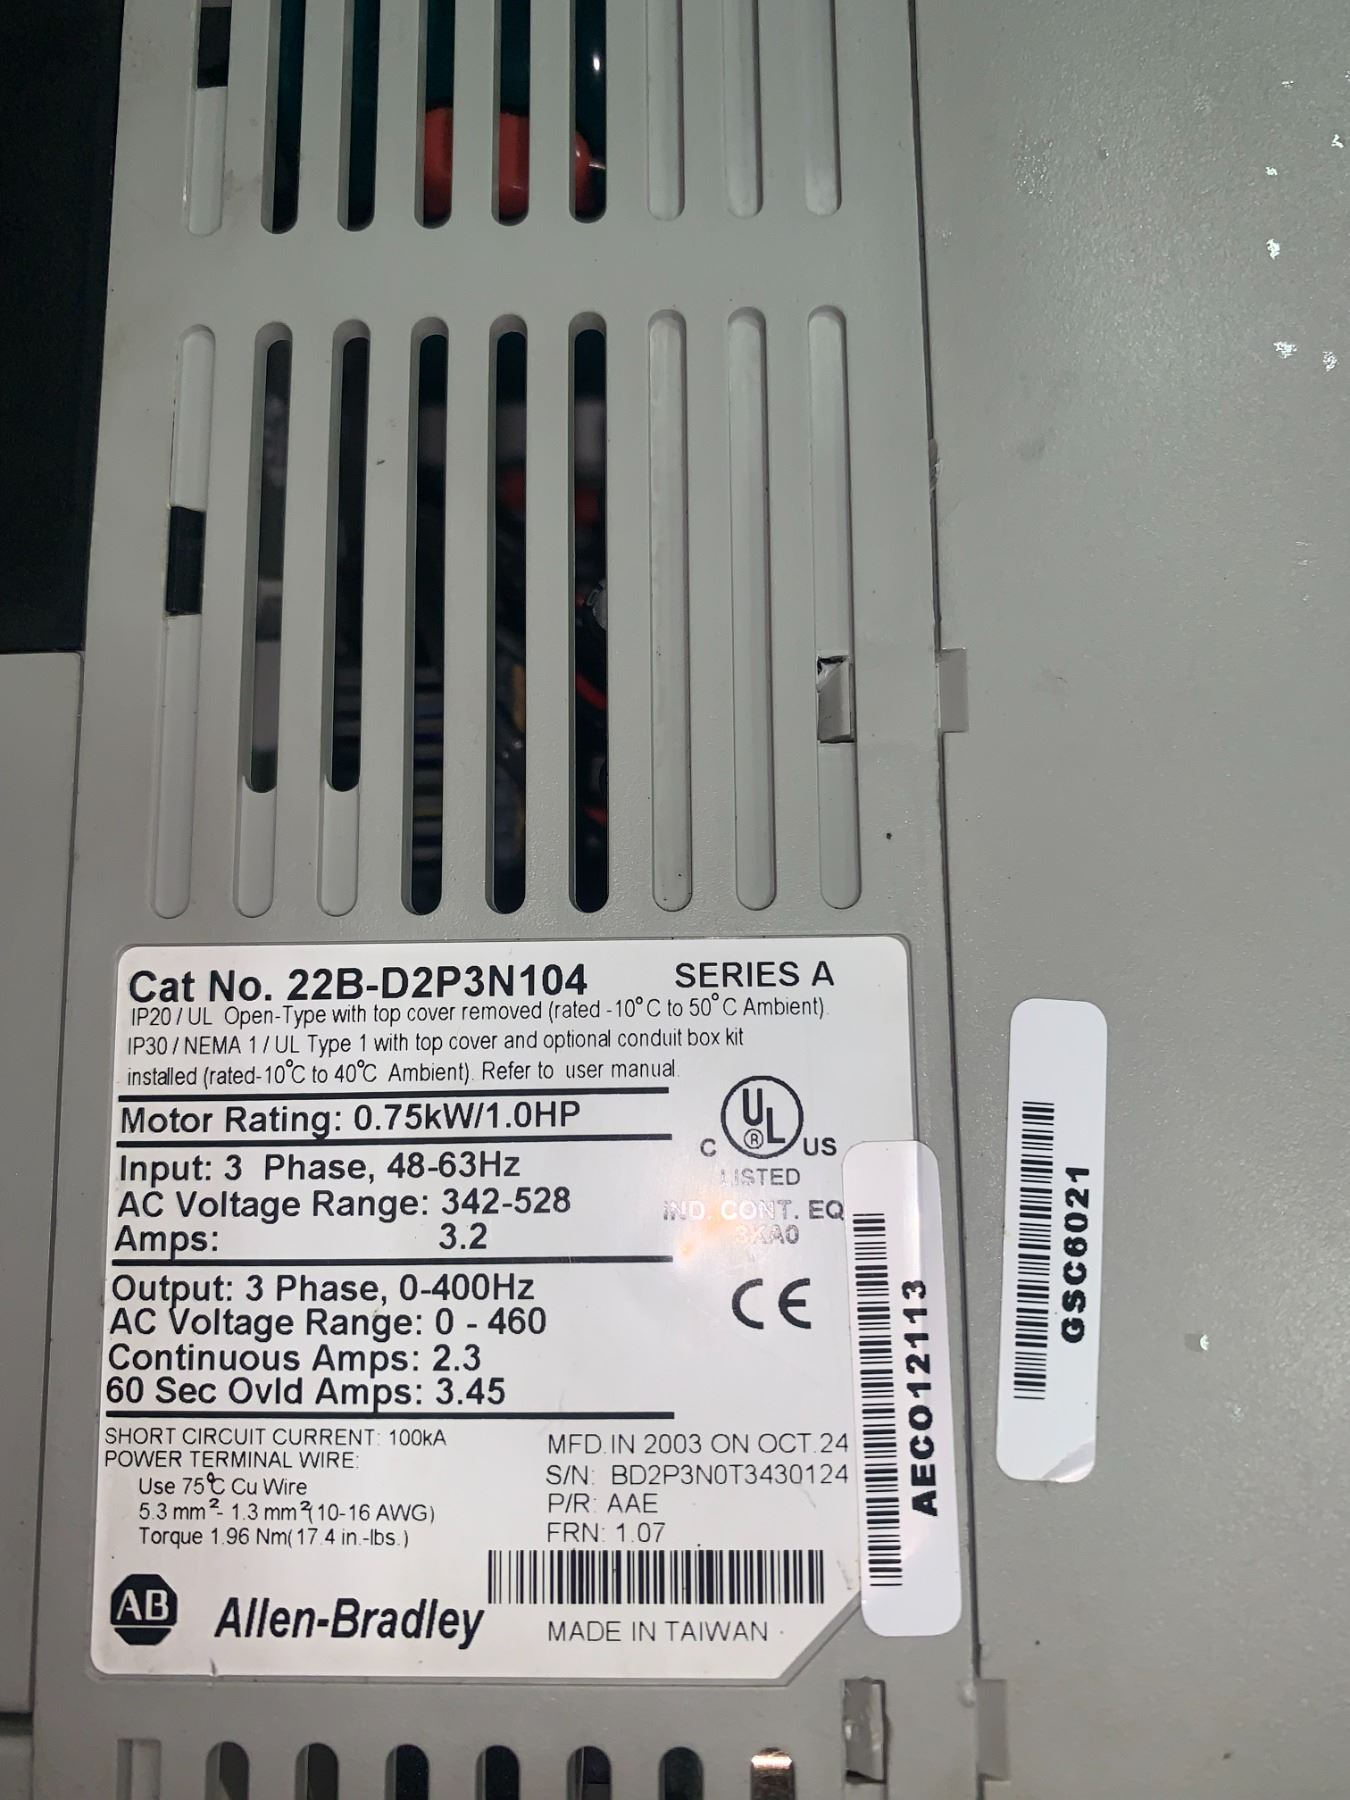 Cat No. 22B-D2P3N104 SERIES A
IP20 / UL Open-Type with top cover removed (rated -10°C to 50°C Ambient).
IP30 / NEMA 1 / UL Type 1 with top cover and optional conduit box kit
installed (rated-10°C to 40°C Ambient). Refer to user manual.
Motor Rating: 0.75kW/1.0HP
Input: 3 Phase, 48-63Hz
AC Voltage Range: 342-528
Amps: 3.2
Output: 3 Phase, 0-400Hz
AC Voltage Range: 0 - 460
Continuous Amps: 2.3
60 Sec Ovld Amps: 3.45
SHORT CIRCUIT CURRENT: 100kA
POWER TERMINAL WIRE:
Use 75°C Cu Wire
5.3 mm²- 1.3 mm²(10-16 AWG)
Torque 1.96 Nm(17.4 in.-lbs.)
AB Allen-Bradley
C UL ® US
LISTED
IND. CONT. EQ
3KA0
CE
MFD. IN 2003 ON OCT.24
S/N: BD2P3N0T3430124
P/R: AAE
FRN: 1.07
MADE IN TAIWAN
AECO12113
GSC6021